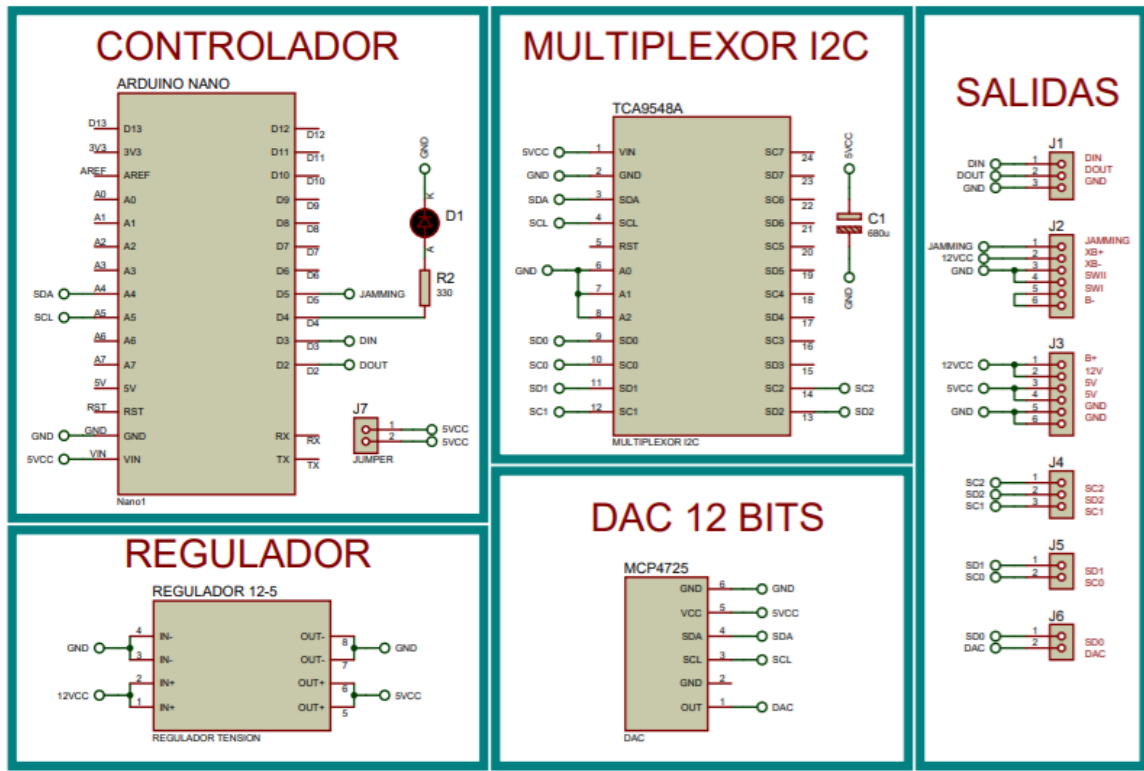 CONTROLADOR
ARDUINO NANO
D13 D13 D12 D12
3V3 3V3 D11 D11
AREF AREF D10 D10
A0 A0 D9 D9
A1 A1 D8 D8
A2 A2 D7 D7
A3 A3 D6 D6
SDA A4 A4 D5 D5 JAMMING
SCL A5 A5 D4 D4
A6 A6 D3 D3 DIN
A7 A7 D2 D2 DOUT
5V 5V
RST RST
GND GND GND RX RX
5VCC VIN VIN TX TX
Nano1
GND
K
D1
A
R2
330
J7
1 5VCC
2 5VCC
JUMPER
MULTIPLEXOR I2C
TCA9548A
5VCC 1 VIN SC7 24
GND 2 GND SD7 23
SDA 3 SDA SC6 22
SCL 4 SCL SD6 21
5 RST SC5 20
GND 6 A0 SD5 19
7 A1 SC4 18
8 A2 SD4 17
SD0 9 SD0 SC3 16
SC0 10 SC0 SD3 15
SD1 11 SD1 SC2 14 SC2
SC1 12 SC1 SD2 13 SD2
MULTIPLEXOR I2C
5VCC
C1
680u
GND
SALIDAS
J1
DIN 1 DIN
DOUT 2 DOUT
GND 3 GND
J2
JAMMING 1 JAMMING
12VCC 2 XB+
GND 3 XB-
4 SWII
5 SWI
6 B-
J3
12VCC 1 B+
2 12V
5VCC 3 5V
4 5V
GND 5 GND
6 GND
J4
SC2 1 SC2
SD2 2 SD2
SC1 3 SC1
J5
SD1 1 SD1
SC0 2 SC0
J6
SD0 1 SD0
DAC 2 DAC
REGULADOR
REGULADOR 12-5
GND 4 IN- OUT- 8 GND
3 IN- OUT- 7
12VCC 2 IN+ OUT+ 6 5VCC
1 IN+ OUT+ 5
REGULADOR TENSION
DAC 12 BITS
MCP4725
GND 6 GND
VCC 5 5VCC
SDA 4 SDA
SCL 3 SCL
GND 2
OUT 1 DAC
DAC